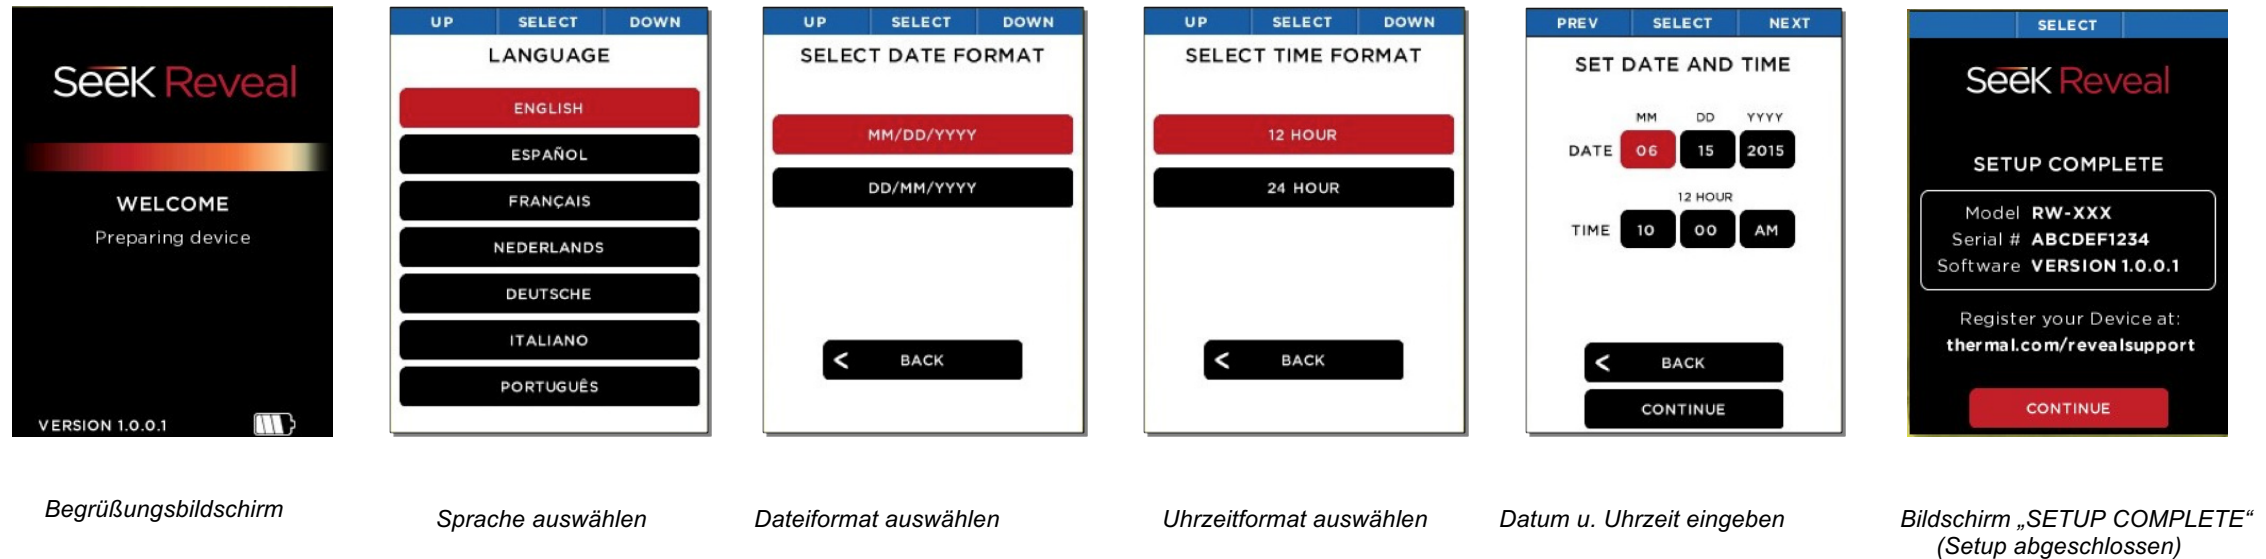 Seek Reveal
WELCOME
Preparing device
VERSION 1.0.0.1
Begrüßungsbildschirm
UP SELECT DOWN
LANGUAGE
ENGLISH
ESPAÑOL
FRANÇAIS
NEDERLANDS
DEUTSCHE
ITALIANO
PORTUGUÊS
Sprache auswählen
UP SELECT DOWN
SELECT DATE FORMAT
MM/DD/YYYY
DD/MM/YYYY
< BACK
Dateiformat auswählen
UP SELECT DOWN
SELECT TIME FORMAT
12 HOUR
24 HOUR
< BACK
Uhrzeitformat auswählen
PREV SELECT NEXT
SET DATE AND TIME
MM DD YYYY
DATE 06 15 2015
12 HOUR
TIME 10 00 AM
< BACK
CONTINUE
Datum u. Uhrzeit eingeben
SELECT
Seek Reveal
SETUP COMPLETE
Model RW-XXX
Serial # ABCDEF1234
Software VERSION 1.0.0.1
Register your Device at:
thermal.com/revealsupport
CONTINUE
Bildschirm „SETUP COMPLETE“
(Setup abgeschlossen)